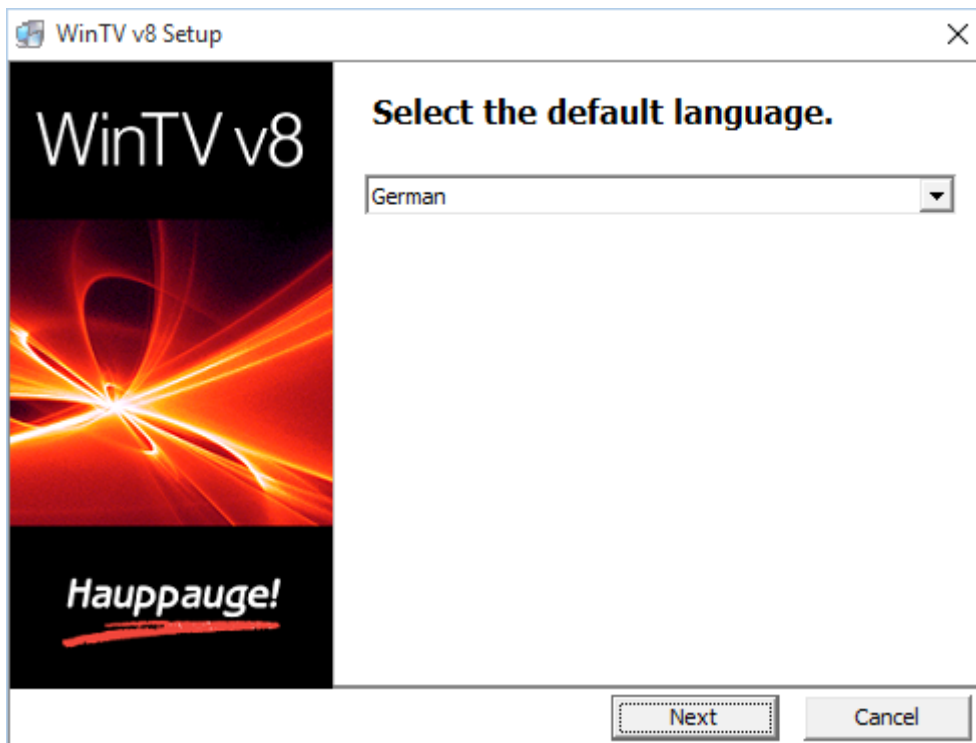 WinTV v8 Setup
WinTV v8
Select the default language.
German
Hauppauge!
Next
Cancel